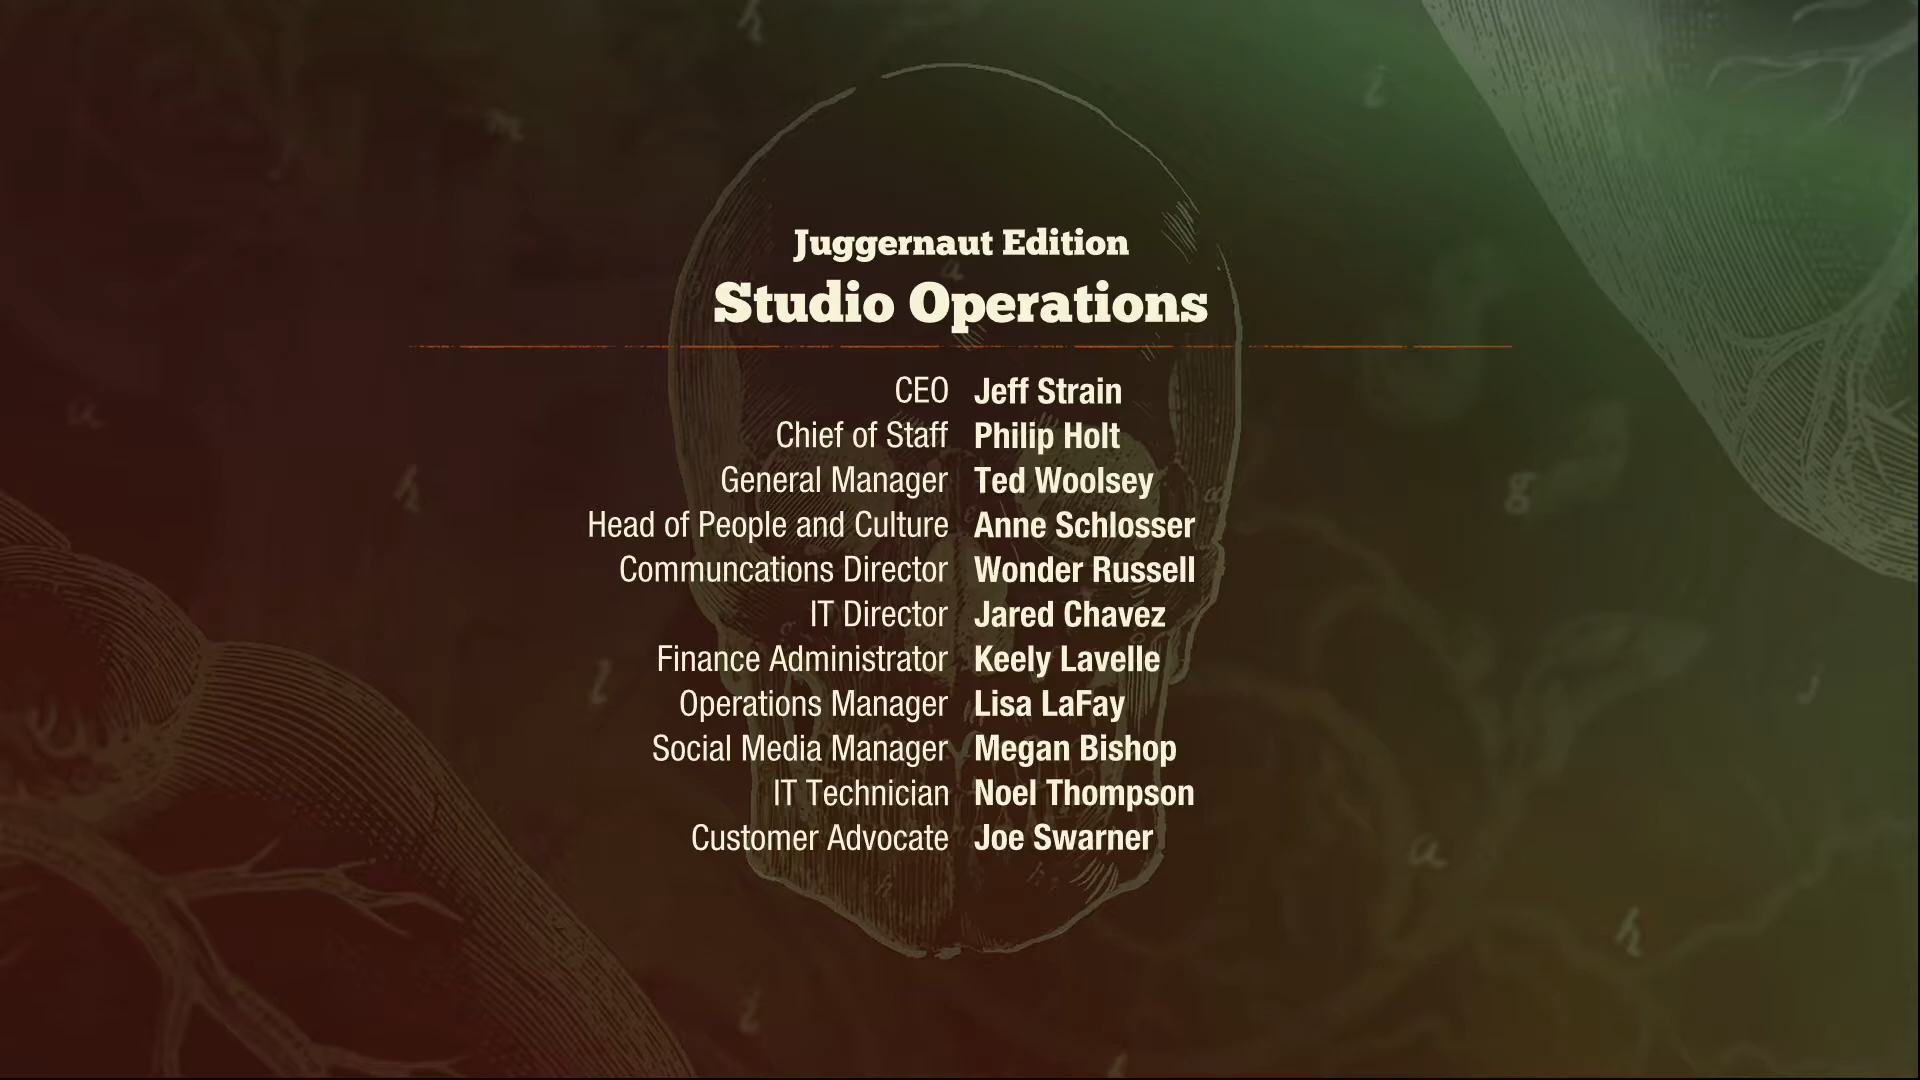 Juggernaut Edition
Studio Operations
CEO Jeff Strain
Chief of Staff Philip Holt
General Manager Ted Woolsey
Head of People and Culture Anne Schlosser
Communcations Director Wonder Russell
IT Director Jared Chavez
Finance Administrator Keely Lavelle
Operations Manager Lisa LaFay
Social Media Manager Megan Bishop
IT Technician Noel Thompson
Customer Advocate Joe Swarner